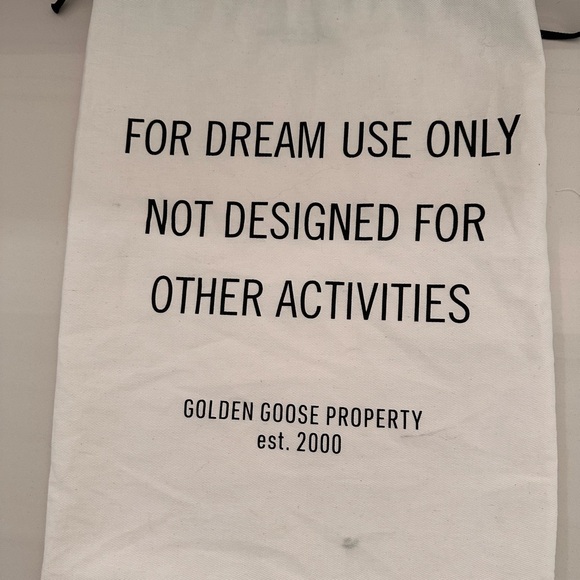 FOR DREAM USE ONLY
NOT DESIGNED FOR
OTHER ACTIVITIES
GOLDEN GOOSE PROPERTY
est. 2000